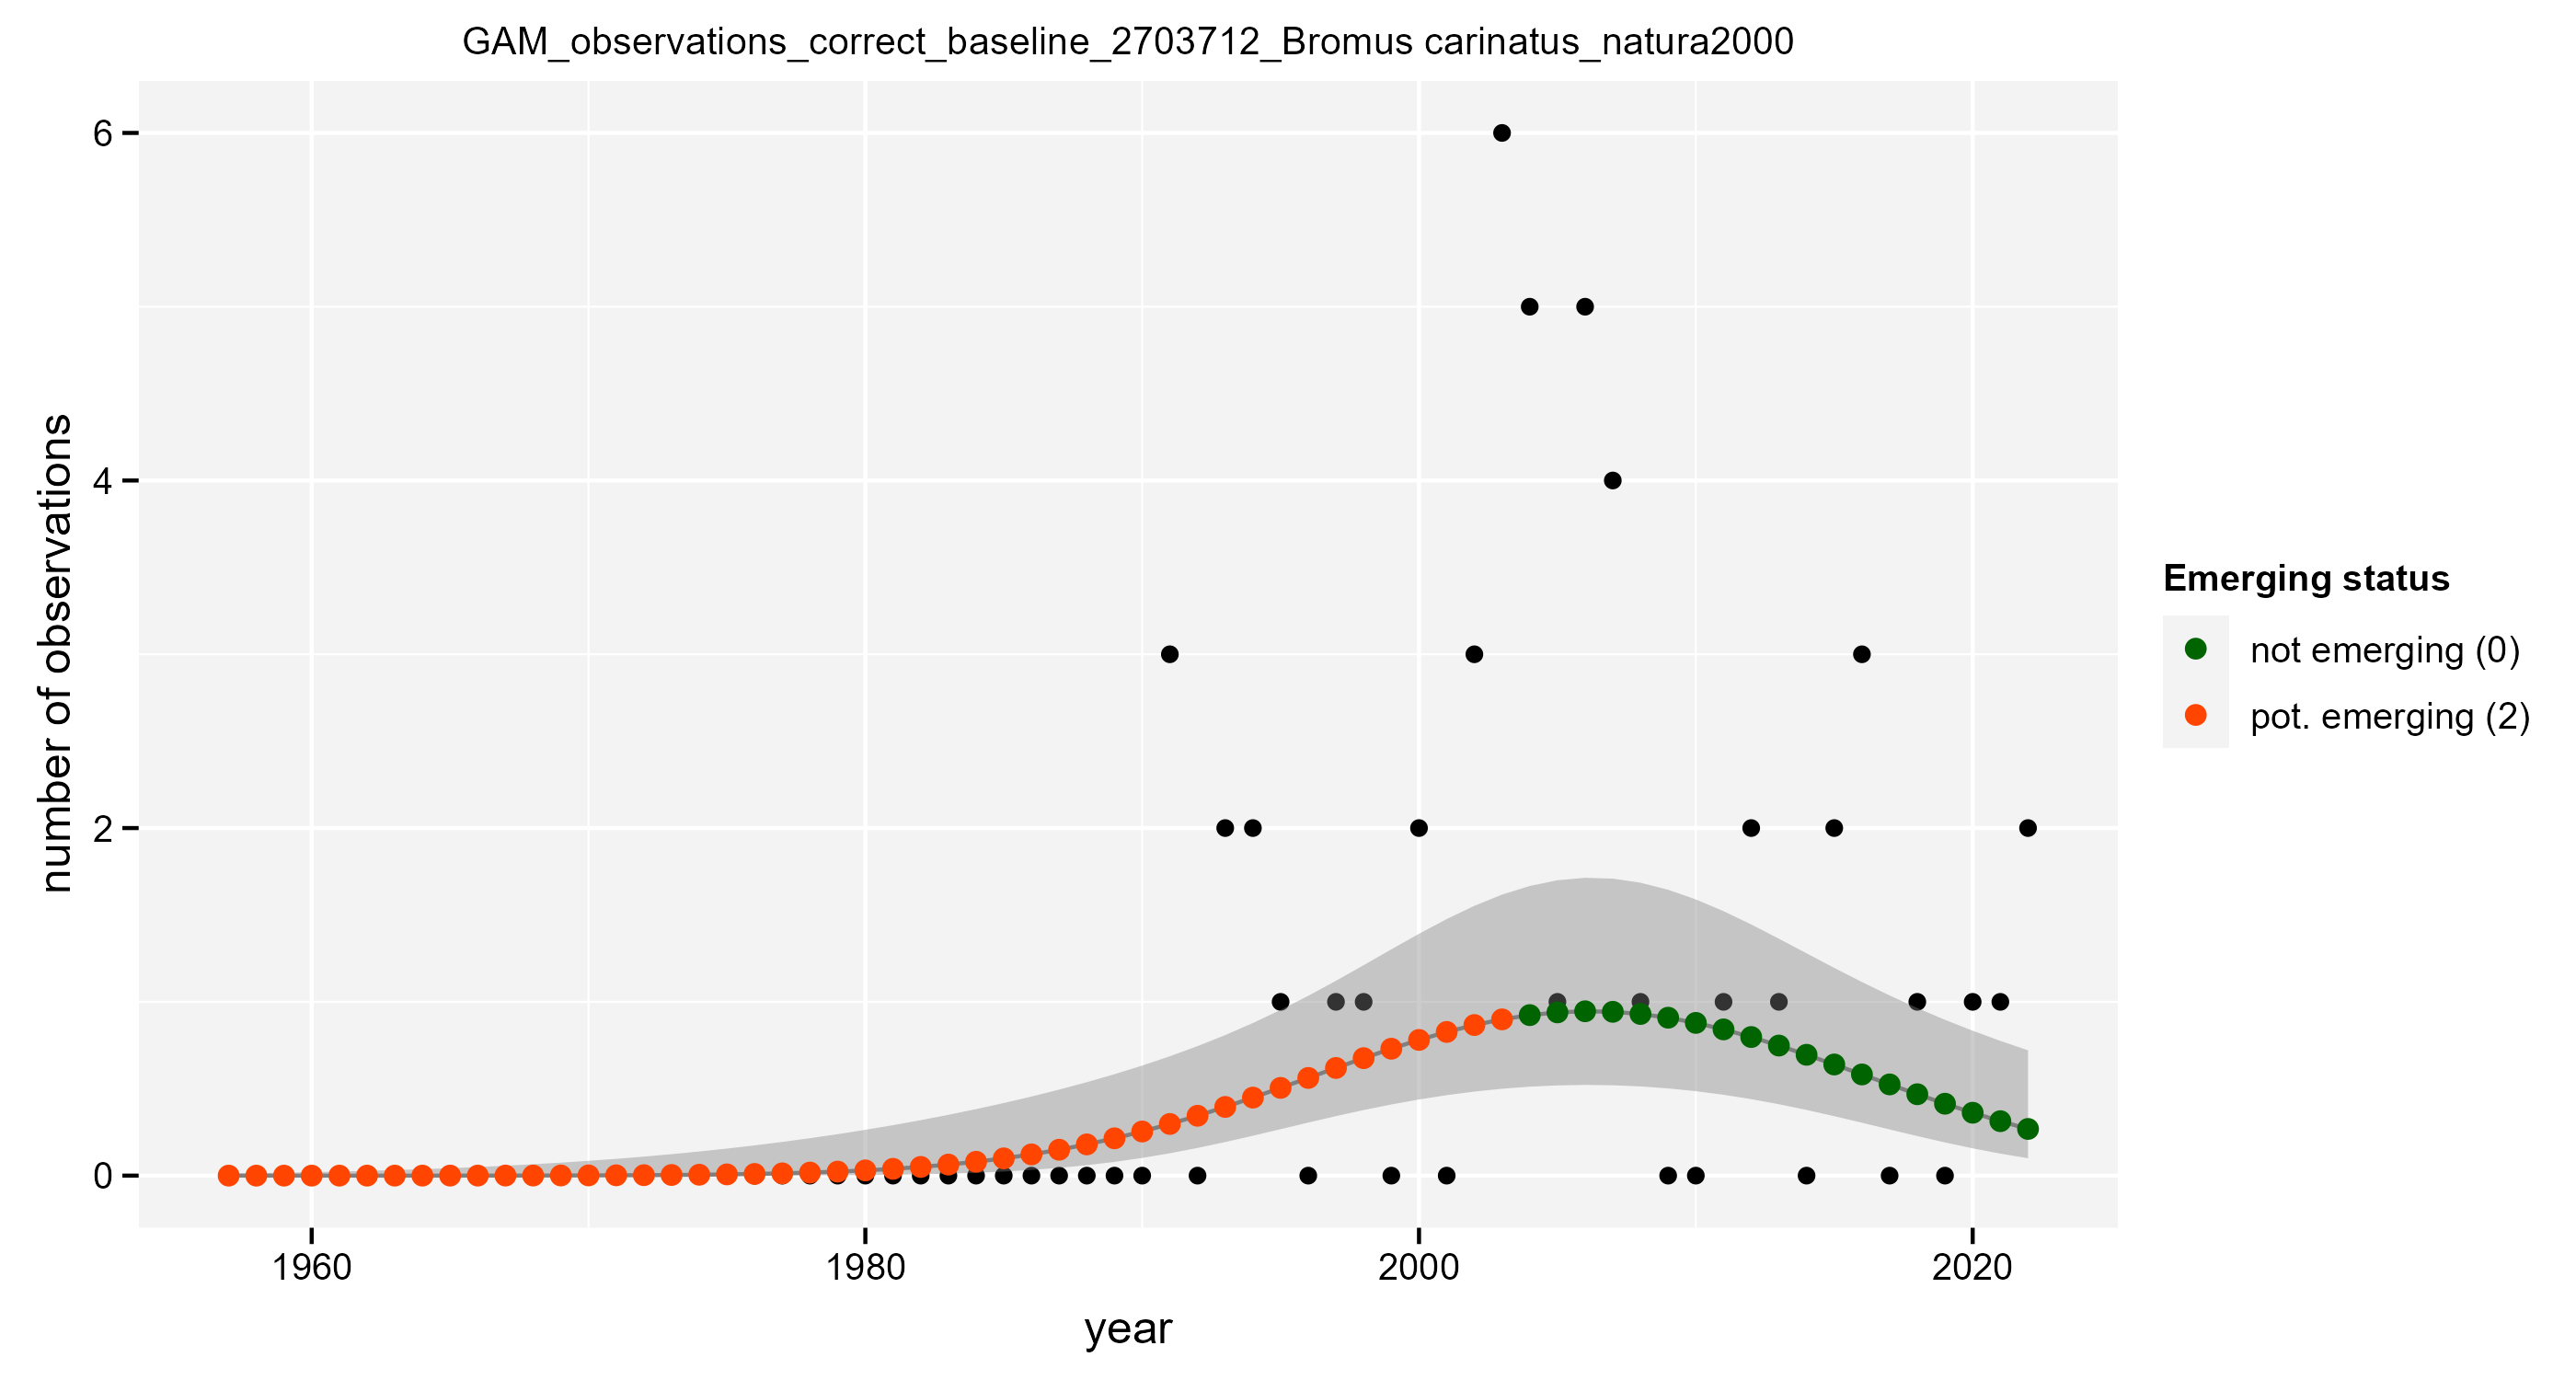 GAM_observations_correct_baseline_2703712_Bromus carinatus_natura2000
6
4
2
0
number of observations
1960
1980
2000
2020
year
Emerging status
not emerging (0)
pot. emerging (2)